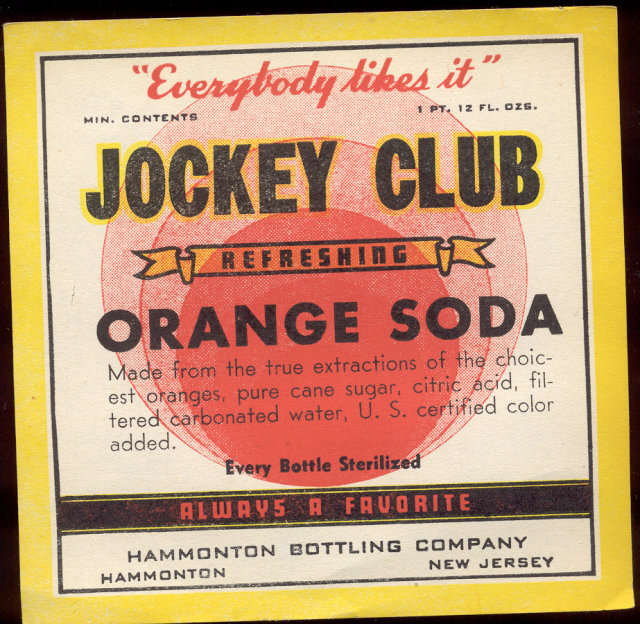 "Everybody likes it"
MIN. CONTENTS 1 PT. 12 FL. OZS.
JOCKEY CLUB
REFRESHING
ORANGE SODA
Made from the true extractions of the choic-
est oranges, pure cane sugar, citric acid, fil-
tered carbonated water, U. S. certified color
added.
Every Bottle Sterilized
ALWAYS A FAVORITE
HAMMONTON BOTTLING COMPANY
HAMMONTON NEW JERSEY